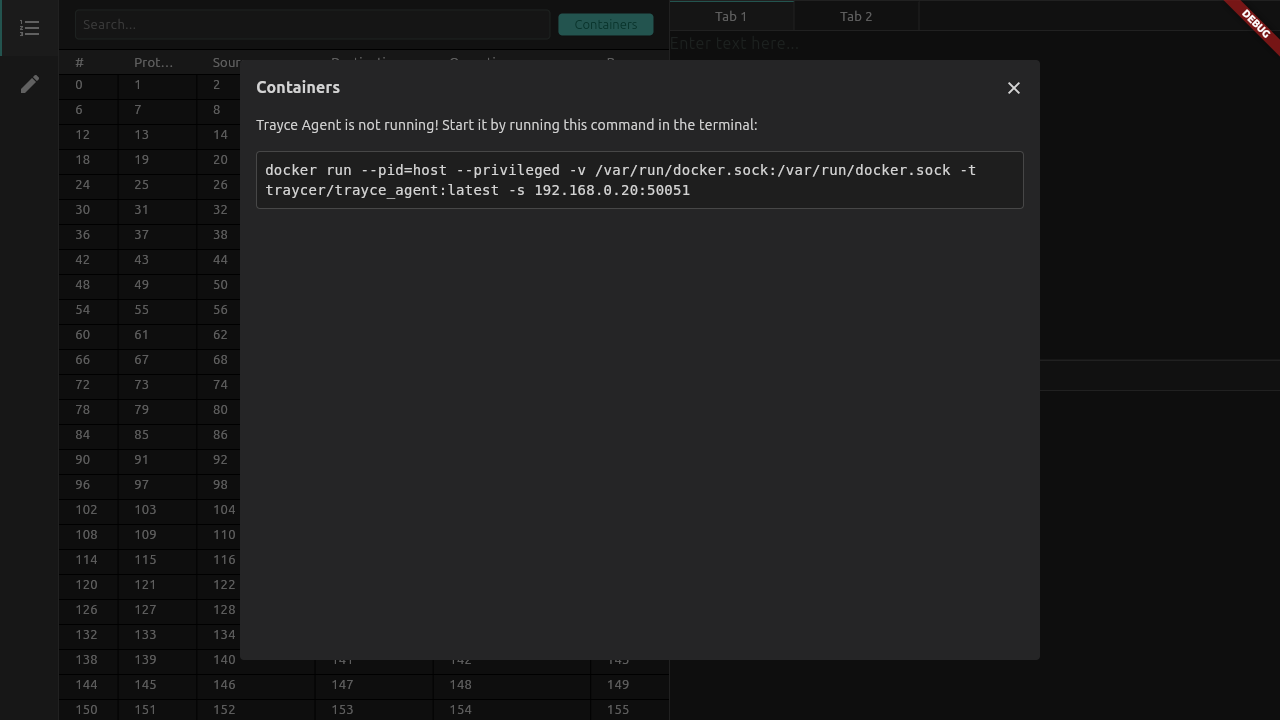 Search...
Containers
Tab 1
Tab 2
DEBUG
Enter text here...
# Prot...
Containers
Trayce Agent is not running! Start it by running this command in the terminal:
docker run --pid=host --privileged -v /var/run/docker.sock:/var/run/docker.sock -t
traycer/trayce_agent:latest -s 192.168.0.20:50051
0 1 2
6 7 8
12 13 14
18 19 20
24 25 26
30 31 32
36 37 38
42 43 44
48 49 50
54 55 56
60 61 62
66 67 68
72 73 74
78 79 80
84 85 86
90 91 92
96 97 98
102 103 104
108 109 110
114 115 116
120 121 122
126 127 128
132 133 134
138 139 140 141 142 143
144 145 146 147 148 149
150 151 152 153 154 155